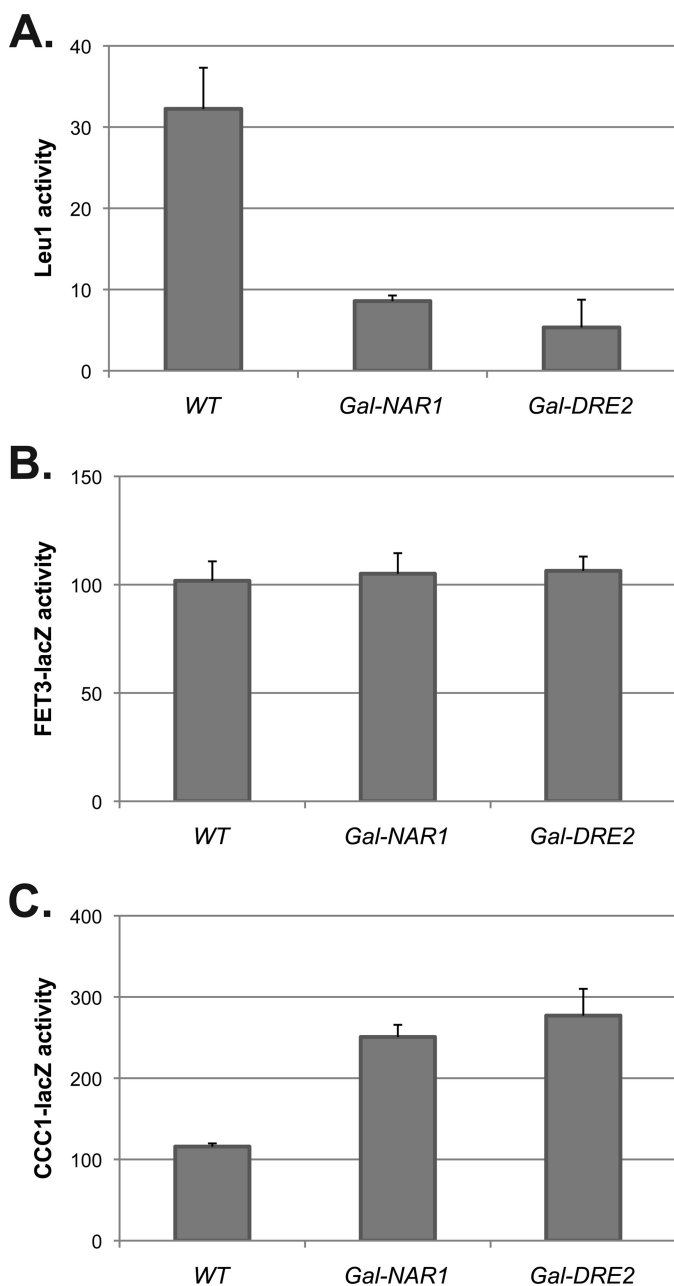 A.
Leu1 activity
40
30
20
10
0
WT Gal-NAR1 Gal-DRE2
B.
FET3-lacZ activity
150
100
50
0
WT Gal-NAR1 Gal-DRE2
C.
CCC1-lacZ activity
400
300
200
100
0
WT Gal-NAR1 Gal-DRE2